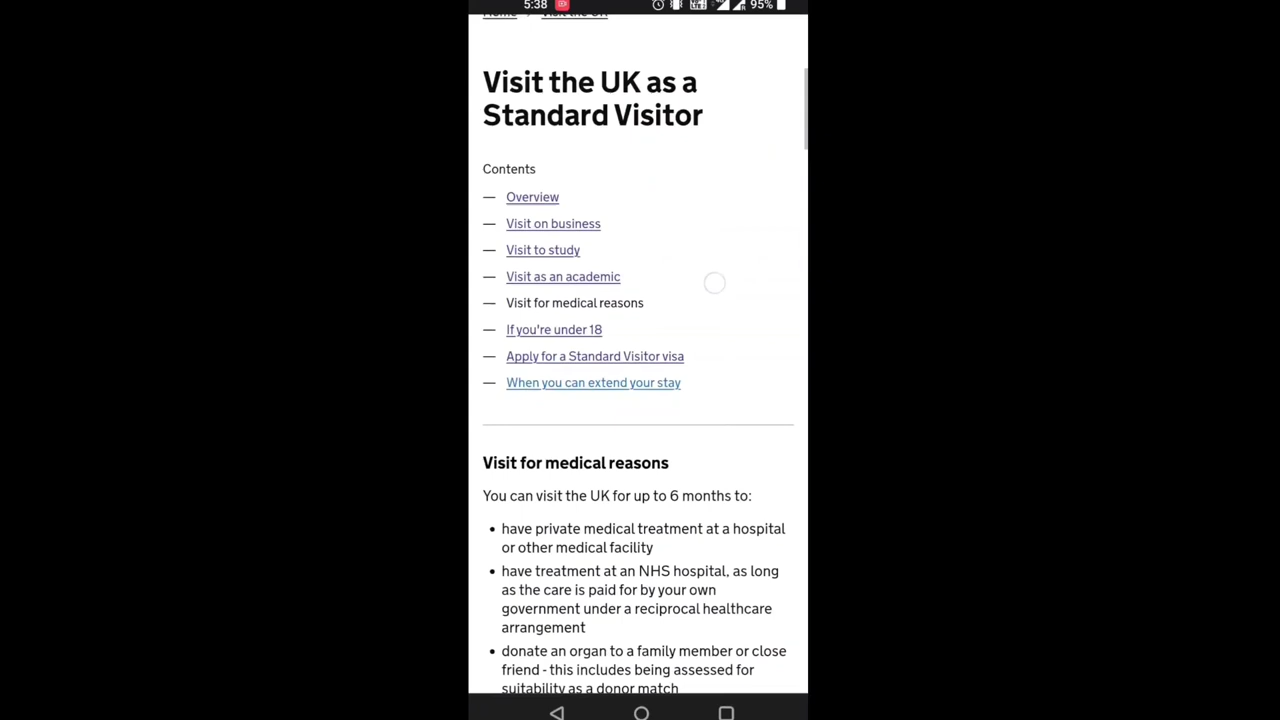 5:38
95%
Home
Visit the UK
Visit the UK as a
Standard Visitor
Contents
— Overview
— Visit on business
— Visit to study
— Visit as an academic
— Visit for medical reasons
— If you're under 18
— Apply for a Standard Visitor visa
— When you can extend your stay
Visit for medical reasons
You can visit the UK for up to 6 months to:
• have private medical treatment at a hospital
or other medical facility
• have treatment at an NHS hospital, as long
as the care is paid for by your own
government under a reciprocal healthcare
arrangement
• donate an organ to a family member or close
friend - this includes being assessed for
suitability as a donor match